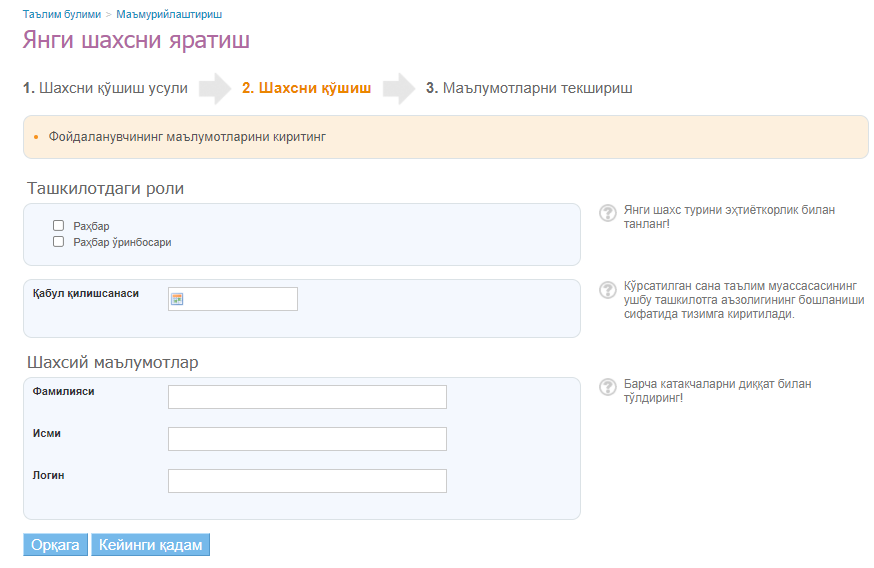 Таълим булими > Маъмурийлаштириш
Янги шахсни яратиш
1. Шахсни қўшиш усули 2. Шахсни қўшиш 3. Маълумотларни текшириш
Фойдаланувчининг маълумотларини киритинг
Ташкилотдаги роли
Раҳбар
Раҳбар ўринбосари
Янги шахс турини эҳтиёткорлик билан
танланг!
Қабул қилишсанаси
Кўрсатилган сана таълим муассасасининг
ушбу ташкилотга аъзолигининг бошланиши
сифатида тизимга киритилади.
Шахсий маълумотлар
Фамилияси
Исми
Логин
Барча катакчаларни диққат билан
тўлдиринг!
Орқага Кейинги қадам